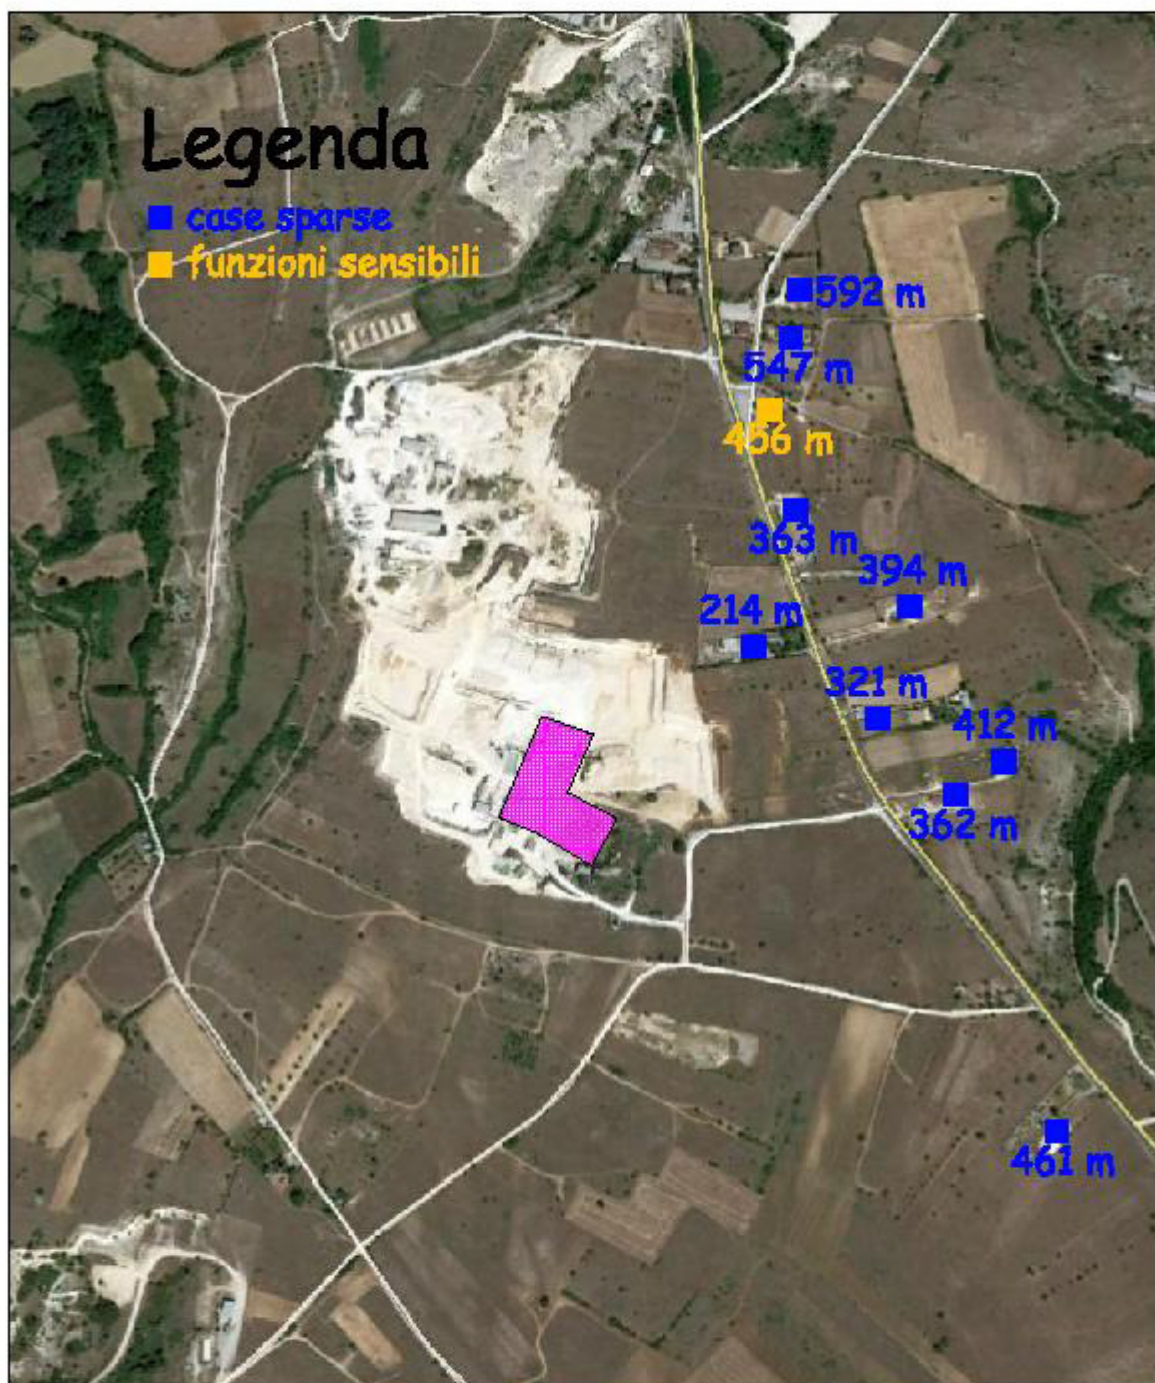 Legenda
case sparse
funzioni sensibili
592 m
547 m
456 m
363 m
394 m
214 m
321 m
412 m
362 m
461 m